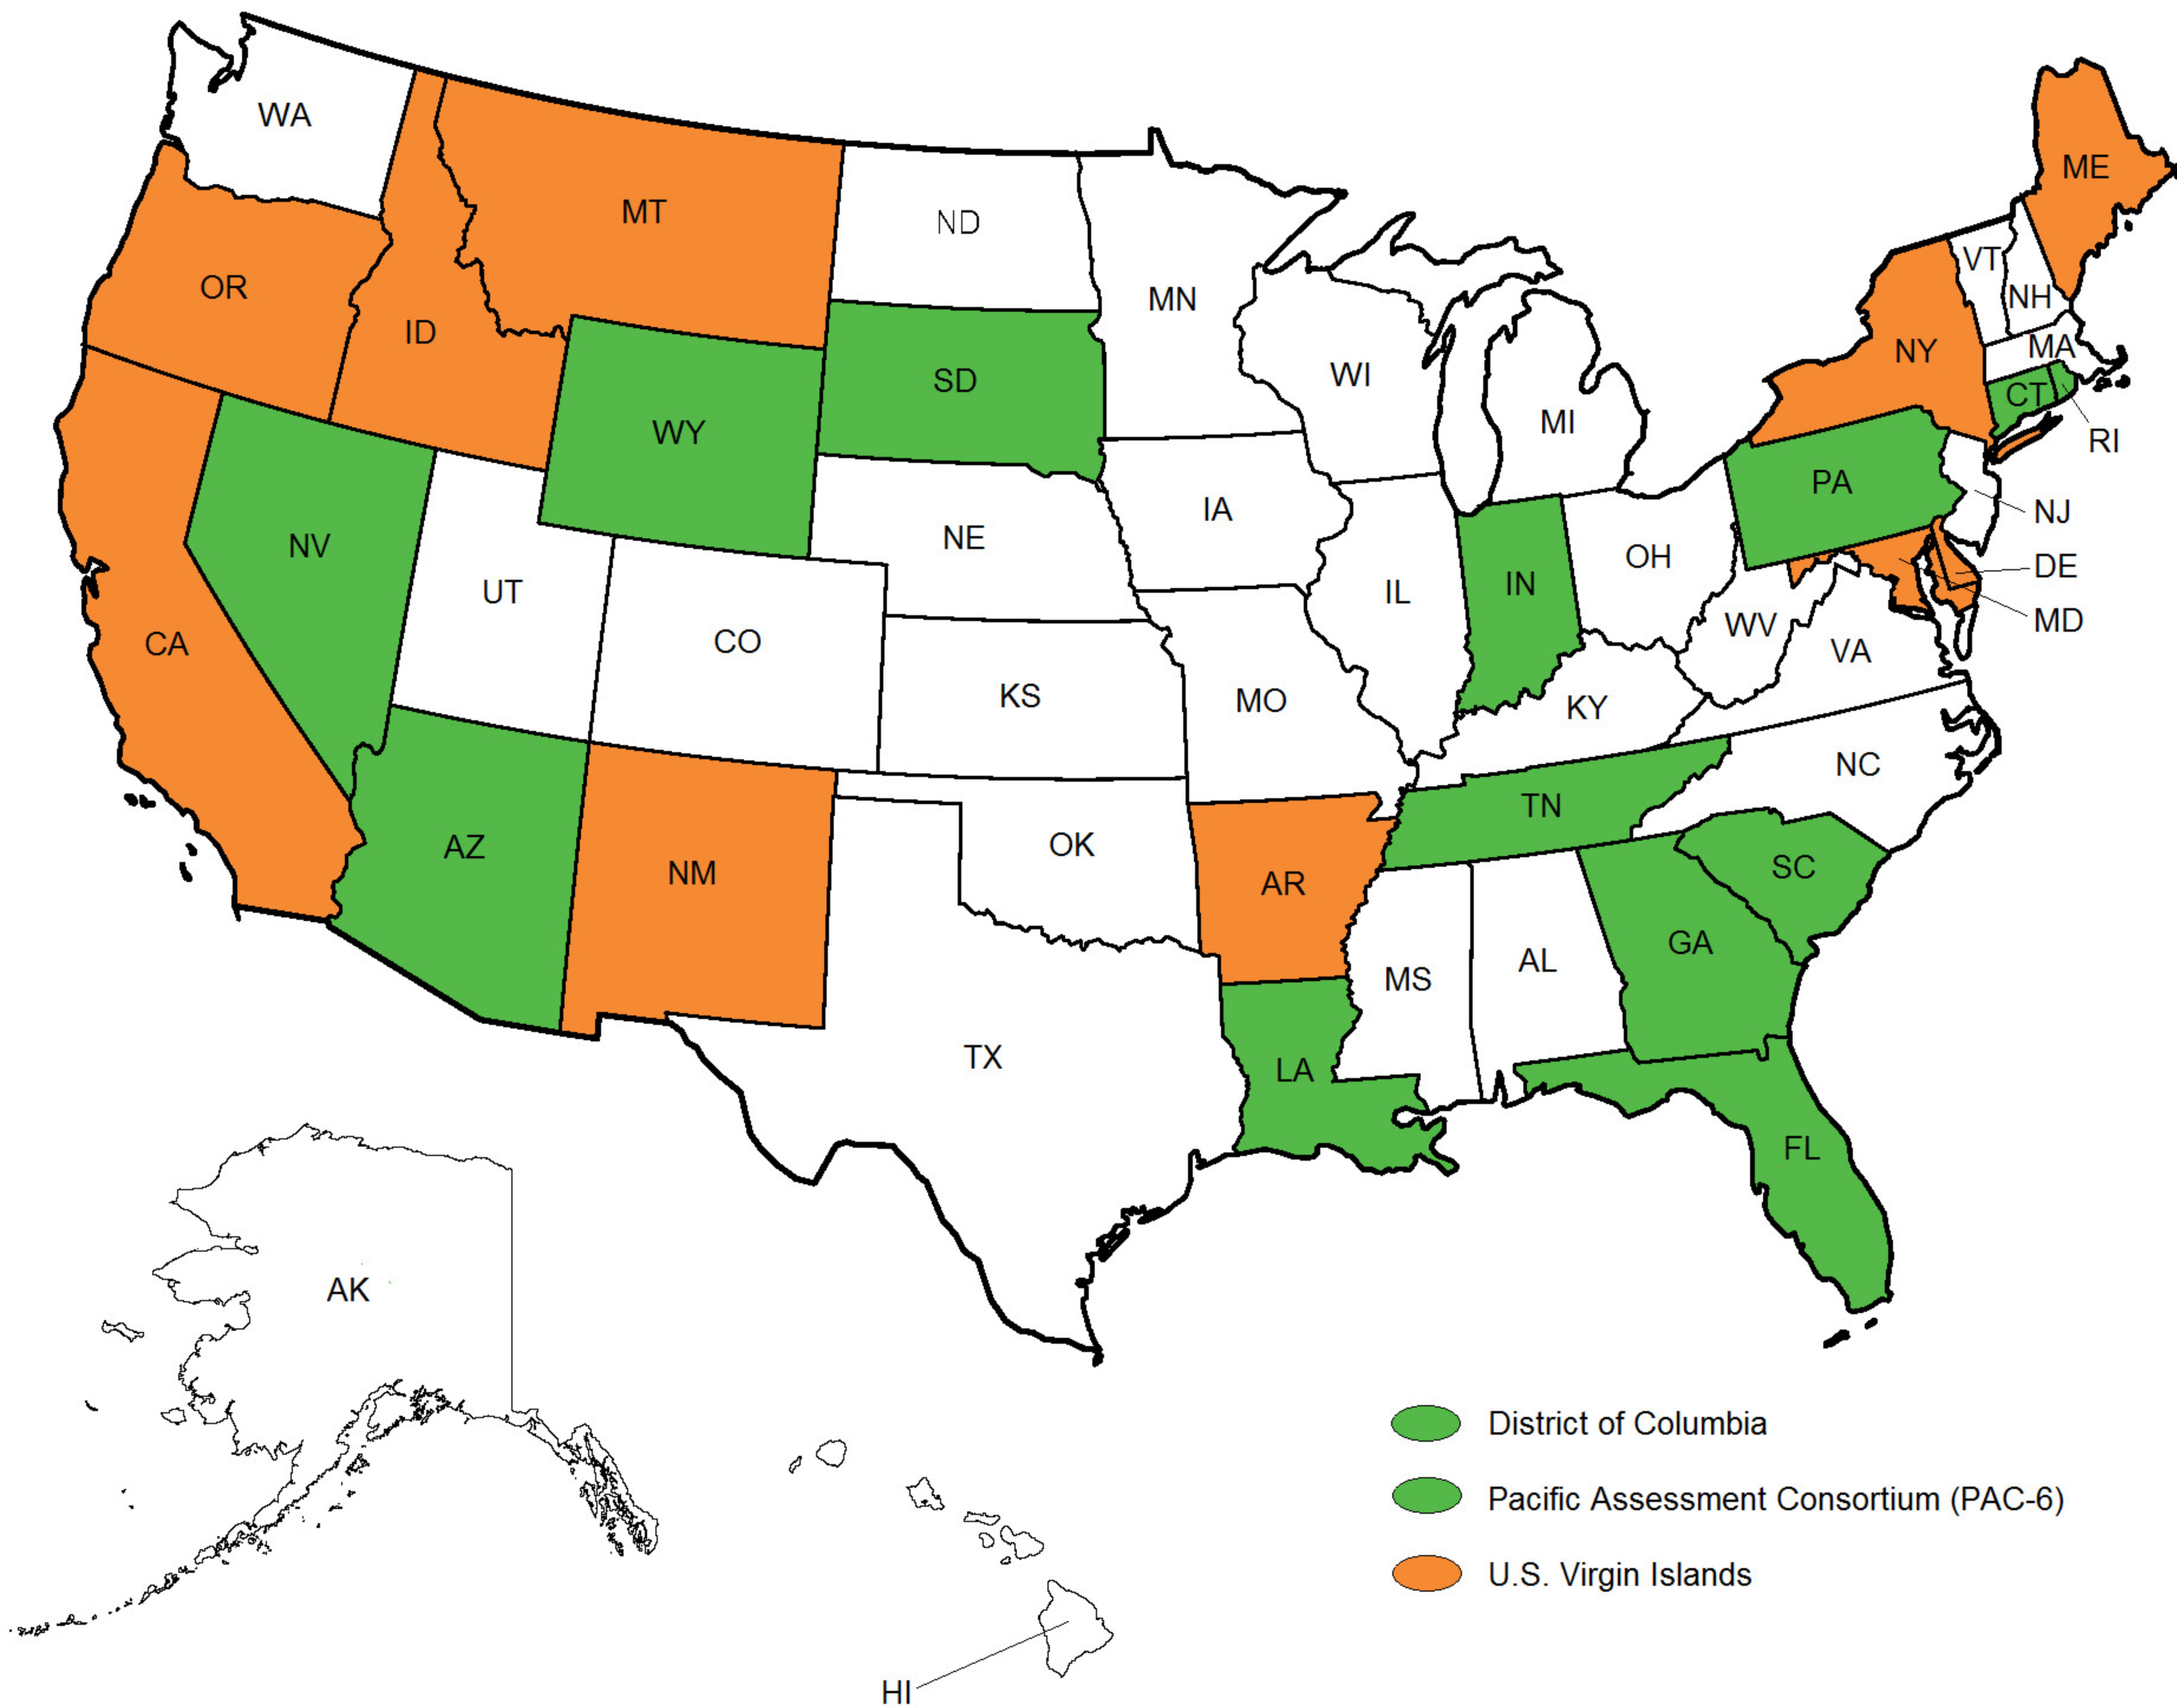 WA
MT
ND
ME
OR
ID
MN
VT
NH
SD
WI
NY
MA
WY
MI
CT
RI
PA
NV
NE
IA
NJ
UT
IL
IN
OH
DE
CA
CO
WV
MD
KS
MO
KY
VA
NC
TN
AZ
NM
OK
AR
SC
GA
MS
AL
TX
LA
FL
AK
District of Columbia
Pacific Assessment Consortium (PAC-6)
U.S. Virgin Islands
HI